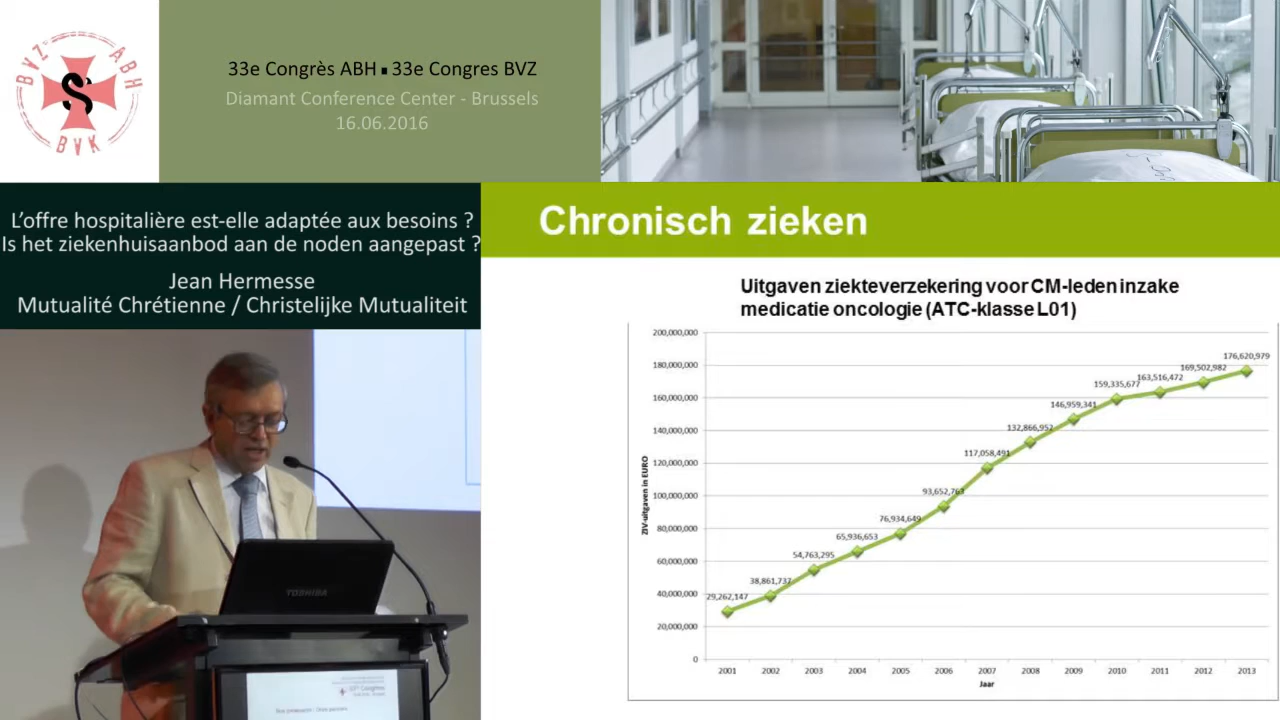 BVZ ABH BVK
33e Congrès ABH ▪ 33e Congres BVZ
Diamant Conference Center - Brussels
16.06.2016
L'offre hospitalière est-elle adaptée aux besoins ?
Is het ziekenhuisaanbod aan de noden aangepast ?
Jean Hermesse
Mutualité Chrétienne / Christelijke Mutualiteit
Chronisch zieken
Uitgaven ziekteverzekering voor CM-leden inzake
medicatie oncologie (ATC-klasse L01)
ZIV-uitgaven in EURO
200,000,000
180,000,000
160,000,000
140,000,000
120,000,000
100,000,000
80,000,000
60,000,000
40,000,000
20,000,000
0
29,262,147
38,861,737
54,763,295
65,936,653
76,934,649
93,652,763
117,058,491
132,866,952
146,959,341
159,335,677
163,516,472
169,502,982
176,620,979
2001 2002 2003 2004 2005 2006 2007 2008 2009 2010 2011 2012 2013
Jaar
TOSHIBA
33rd Congres